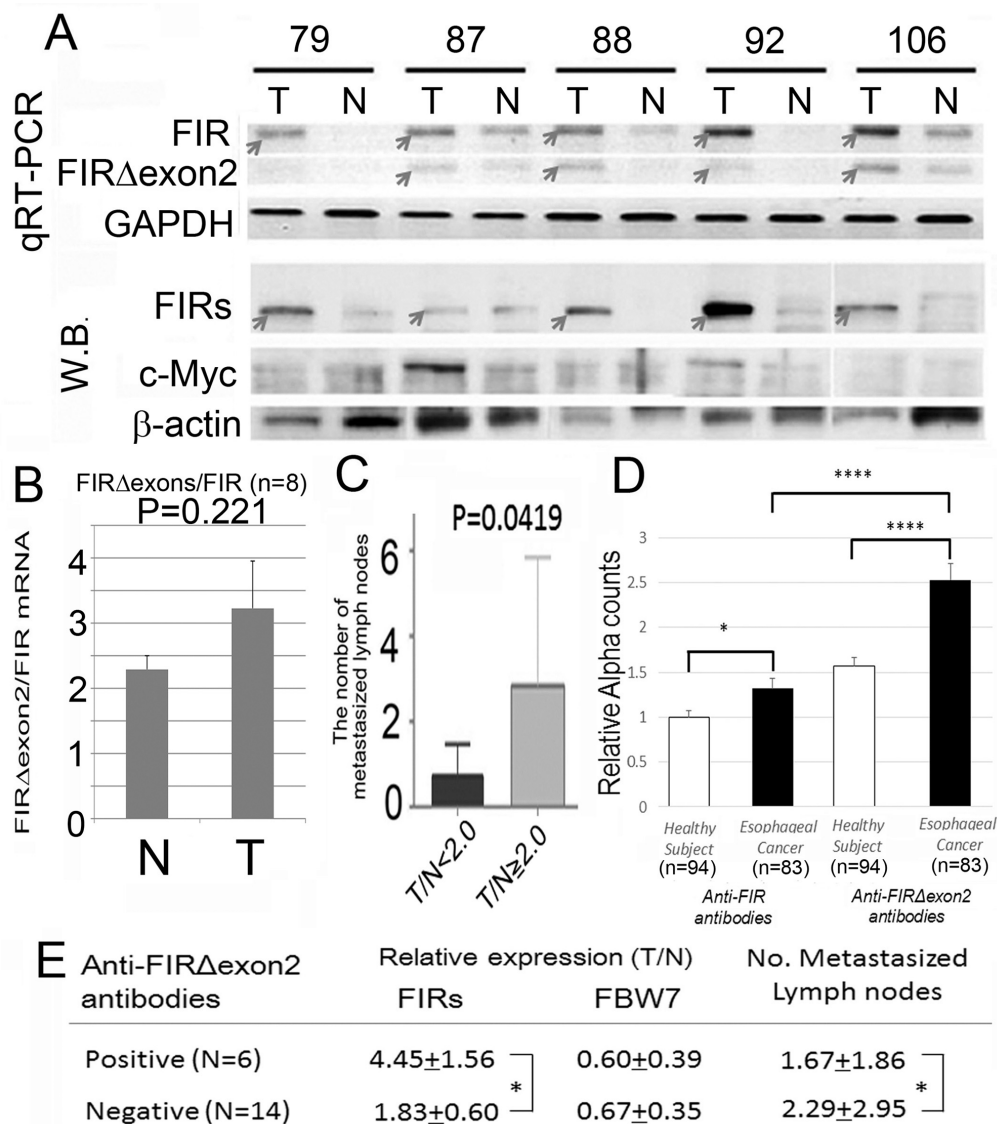 A
79 87 88 92 106
T N T N T N T N T N
qRT-PCR
FIR
FIRΔexon2
GAPDH
W.B.
FIRs
c-Myc
β-actin
B
FIRΔexons/FIR (n=8)
P=0.221
FIRΔexon2/FIR mRNA
4
3
2
1
0
N T
C
P=0.0419
The number of
metastasized lymph nodes
6
4
2
0
T/N<2.0
T/N≥2.0
D
****
****
*
Relative Alpha counts
3
2.5
2
1.5
1
0.5
0
Healthy Esophageal Healthy Esophageal
Subject Cancer Subject Cancer
(n=94) (n=83) (n=94) (n=83)
Anti-FIR Anti-FIRΔexon2
antibodies antibodies
E
Anti-FIRΔexon2 Relative expression (T/N) No. Metastasized
antibodies FIRs FBW7 Lymph nodes
Positive (N=6) 4.45±1.56 0.60±0.39 1.67±1.86
* *
Negative (N=14) 1.83±0.60 0.67±0.35 2.29±2.95